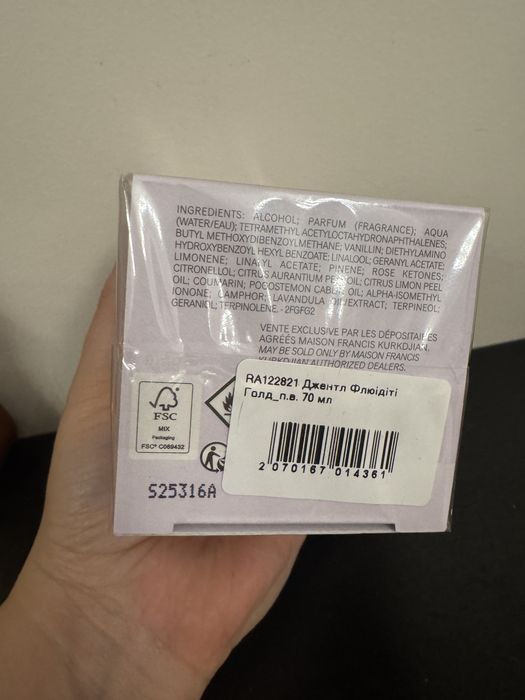 INGREDIENTS: ALCOHOL; PARFUM (FRAGRANCE); AQUA
(WATER/EAU); TETRAMETHYL ACETYLOCTAHYDRONAPHTHALENES;
BUTYL METHOXYDIBENZOYLMETHANE; VANILLIN; DIETHYLAMINO
HYDROXYBENZOYL HEXYL BENZOATE; LINALOOL; GERANYL ACETATE;
LIMONENE; LINALYL ACETATE; PINENE; ROSE KETONES;
CITRONELLOL; CITRUS AURANTIUM PEEL OIL; CITRUS LIMON PEEL
OIL; COUMARIN; POGOSTEMON CABLIN OIL; ALPHA-ISOMETHYL
IONONE; CAMPHOR; LAVANDULA OIL/EXTRACT; TERPINEOL;
GERANIOL; TERPINOLENE. - 2FGFG2
VENTE EXCLUSIVE PAR LES DÉPOSITAIRES
AGRÉÉS MAISON FRANCIS KURKDJIAN.
MAY BE SOLD ONLY BY MAISON FRANCIS
KURKDJIAN AUTHORIZED DEALERS.
RA122821 Джентл Флюідіті
Голд_п.в. 70 мл
2 070167 014361
FSC
MIX
Packaging
FSC® C089432
S25316A